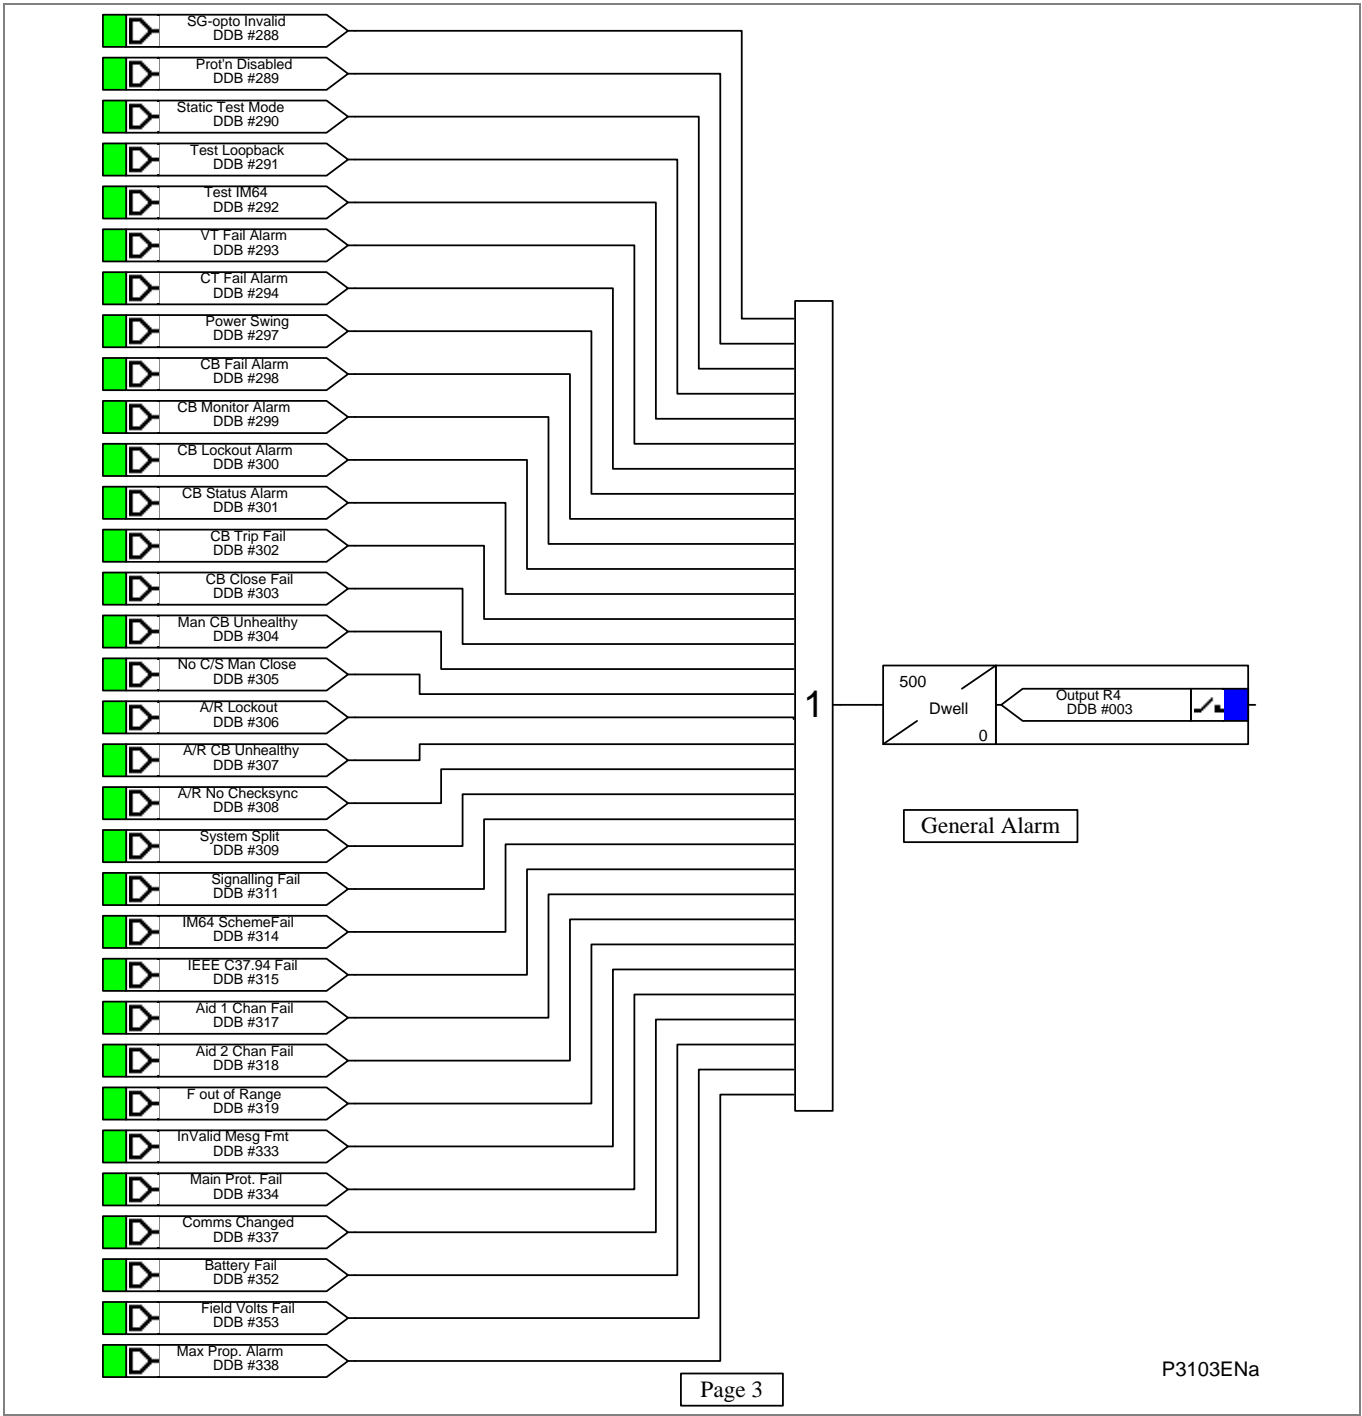 SG-opto Invalid
DDB #288
Prot'n Disabled
DDB #289
Static Test Mode
DDB #290
Test Loopback
DDB #291
Test IM64
DDB #292
VT Fail Alarm
DDB #293
CT Fail Alarm
DDB #294
Power Swing
DDB #297
CB Fail Alarm
DDB #298
CB Monitor Alarm
DDB #299
CB Lockout Alarm
DDB #300
CB Status Alarm
DDB #301
CB Trip Fail
DDB #302
CB Close Fail
DDB #303
Man CB Unhealthy
DDB #304
No C/S Man Close
DDB #305
A/R Lockout
DDB #306
A/R CB Unhealthy
DDB #307
A/R No Checksync
DDB #308
System Split
DDB #309
Signalling Fail
DDB #311
IM64 SchemeFail
DDB #314
IEEE C37.94 Fail
DDB #315
Aid 1 Chan Fail
DDB #317
Aid 2 Chan Fail
DDB #318
F out of Range
DDB #319
InValid Mesg Fmt
DDB #333
Main Prot. Fail
DDB #334
Comms Changed
DDB #337
Battery Fail
DDB #352
Field Volts Fail
DDB #353
Max Prop. Alarm
DDB #338
1
500
Dwell
0
Output R4
DDB #003
General Alarm
Page 3
P3103ENa